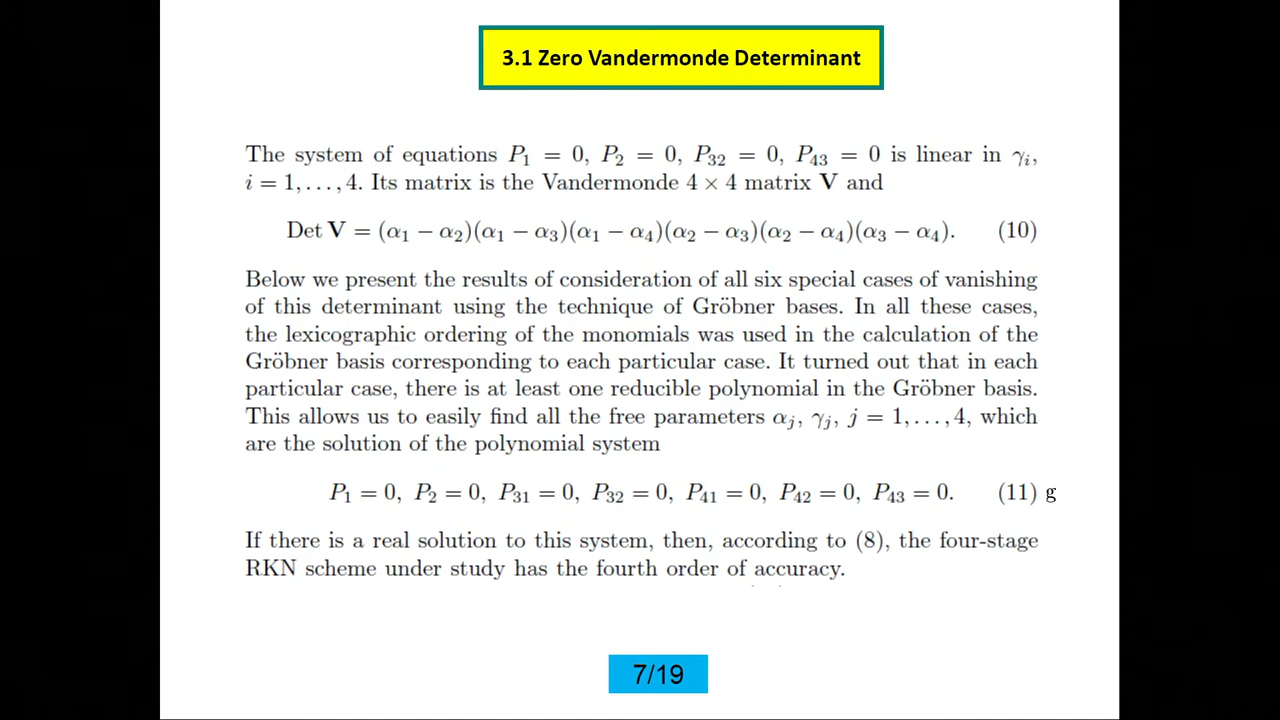 3.1 Zero Vandermonde Determinant
The system of equations P₁ = 0, P₂ = 0, P₃₂ = 0, P₄₃ = 0 is linear in γᵢ,
i = 1, . . . , 4. Its matrix is the Vandermonde 4 × 4 matrix V and
Det V = (α₁ − α₂)(α₁ − α₃)(α₁ − α₄)(α₂ − α₃)(α₂ − α₄)(α₃ − α₄). (10)
Below we present the results of consideration of all six special cases of vanishing
of this determinant using the technique of Gröbner bases. In all these cases,
the lexicographic ordering of the monomials was used in the calculation of the
Gröbner basis corresponding to each particular case. It turned out that in each
particular case, there is at least one reducible polynomial in the Gröbner basis.
This allows us to easily find all the free parameters αⱼ, γⱼ, j = 1, . . . , 4, which
are the solution of the polynomial system
P₁ = 0, P₂ = 0, P₃₁ = 0, P₃₂ = 0, P₄₁ = 0, P₄₂ = 0, P₄₃ = 0. (11) g
If there is a real solution to this system, then, according to (8), the four-stage
RKN scheme under study has the fourth order of accuracy.
7/19